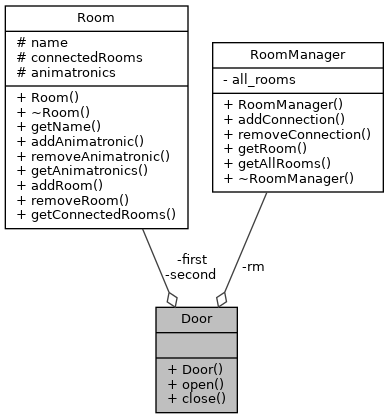 Room
# name
# connectedRooms
# animatronics
+ Room()
+ ~Room()
+ getName()
+ addAnimatronic()
+ removeAnimatronic()
+ getAnimatronics()
+ addRoom()
+ removeRoom()
+ getConnectedRooms()
RoomManager
- all_rooms
+ RoomManager()
+ addConnection()
+ removeConnection()
+ getRoom()
+ getAllRooms()
+ ~RoomManager()
-first
-second
-rm
Door
+ Door()
+ open()
+ close()